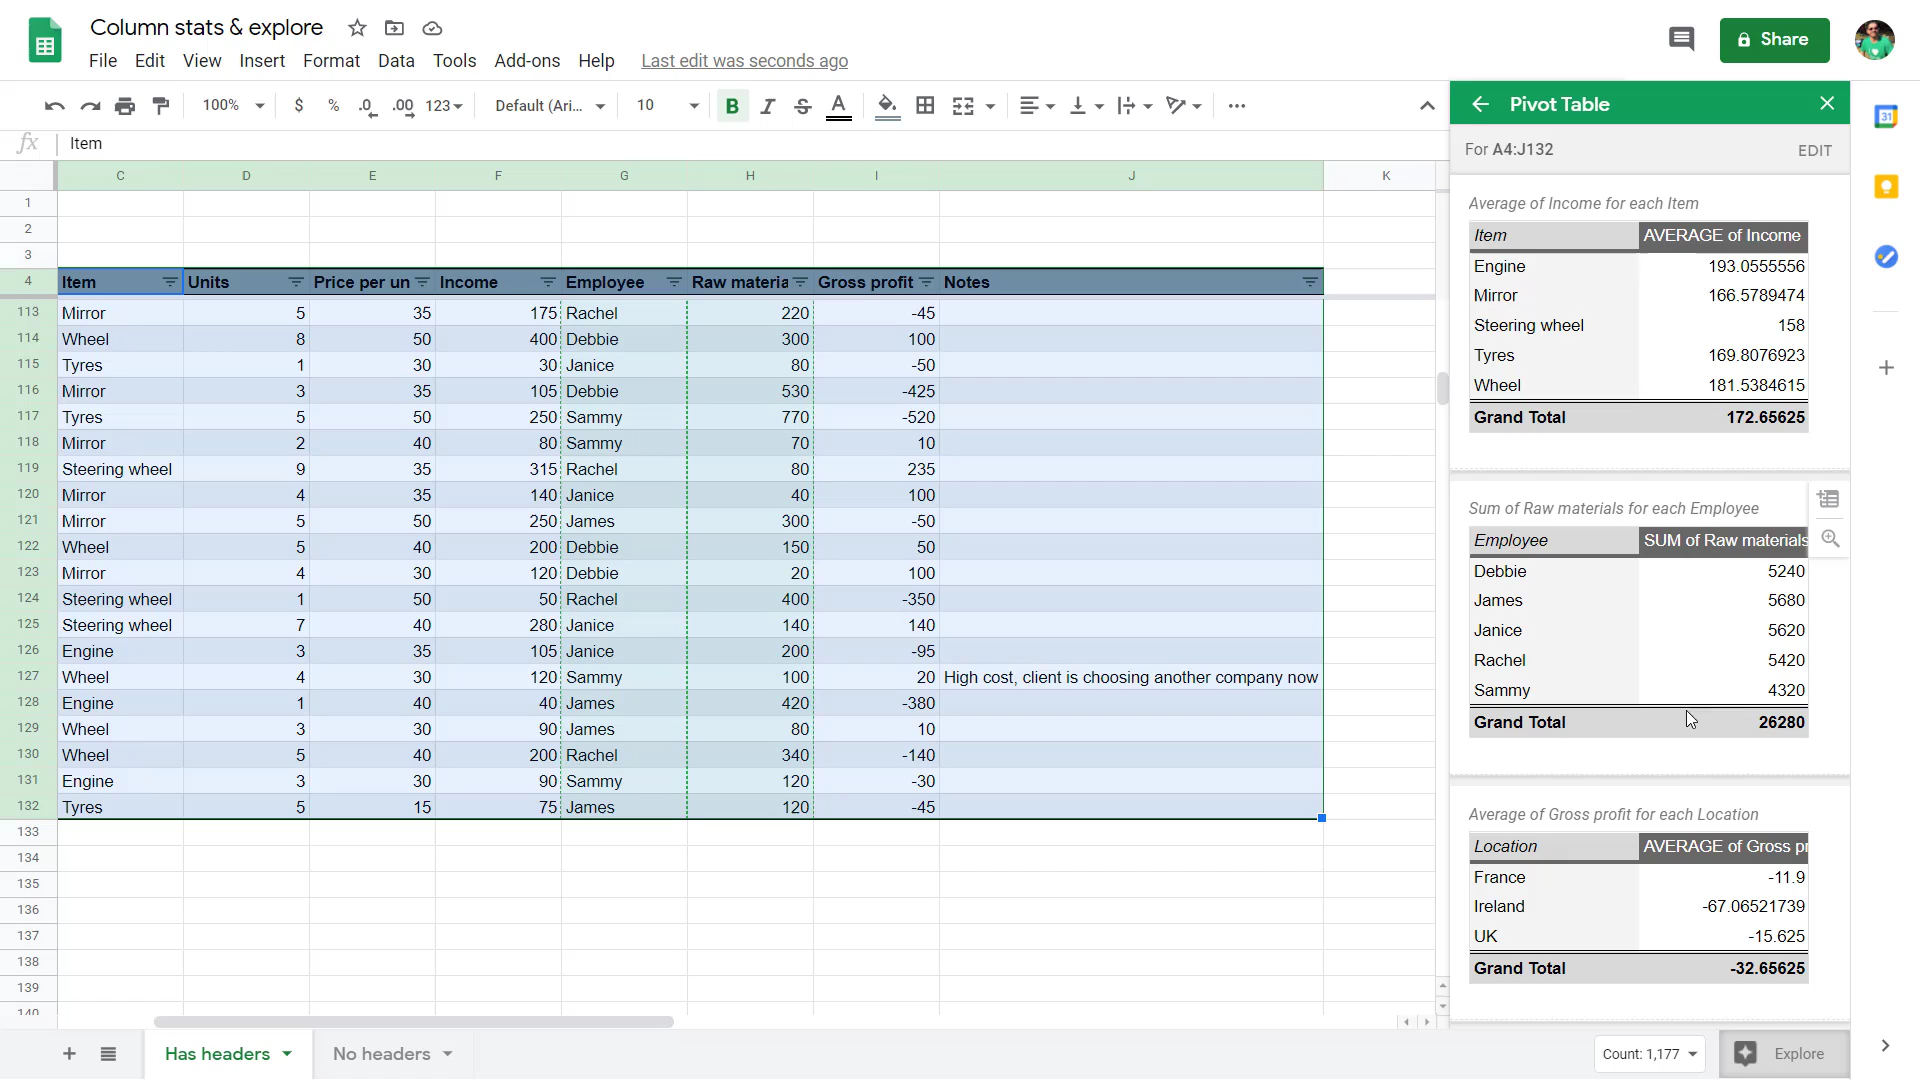 Column stats & explore
File Edit View Insert Format Data Tools Add-ons Help Last edit was seconds ago
Share
100% $ % .0 .00 123 Default (Ari... 10 B I S A
Item
C D E F G H I J K
1
2
3
4 Item Units Price per un Income Employee Raw materia Gross profit Notes
113 Mirror 5 35 175 Rachel 220 -45
114 Wheel 8 50 400 Debbie 300 100
115 Tyres 1 30 30 Janice 80 -50
116 Mirror 3 35 105 Debbie 530 -425
117 Tyres 5 50 250 Sammy 770 -520
118 Mirror 2 40 80 Sammy 70 10
119 Steering wheel 9 35 315 Rachel 80 235
120 Mirror 4 35 140 Janice 40 100
121 Mirror 5 50 250 James 300 -50
122 Wheel 5 40 200 Debbie 150 50
123 Mirror 4 30 120 Debbie 20 100
124 Steering wheel 1 50 50 Rachel 400 -350
125 Steering wheel 7 40 280 Janice 140 140
126 Engine 3 35 105 Janice 200 -95
127 Wheel 4 30 120 Sammy 100 20 High cost, client is choosing another company now
128 Engine 1 40 40 James 420 -380
129 Wheel 3 30 90 James 80 10
130 Wheel 5 40 200 Rachel 340 -140
131 Engine 3 30 90 Sammy 120 -30
132 Tyres 5 15 75 James 120 -45
133
134
135
136
137
138
139
140
Pivot Table
For A4:J132 EDIT
Average of Income for each Item
Item AVERAGE of Income
Engine 193.0555556
Mirror 166.5789474
Steering wheel 158
Tyres 169.8076923
Wheel 181.5384615
Grand Total 172.65625
Sum of Raw materials for each Employee
Employee SUM of Raw materials
Debbie 5240
James 5680
Janice 5620
Rachel 5420
Sammy 4320
Grand Total 26280
Average of Gross profit for each Location
Location AVERAGE of Gross pr
France -11.9
Ireland -67.06521739
UK -15.625
Grand Total -32.65625
31
Has headers No headers Count: 1,177 Explore